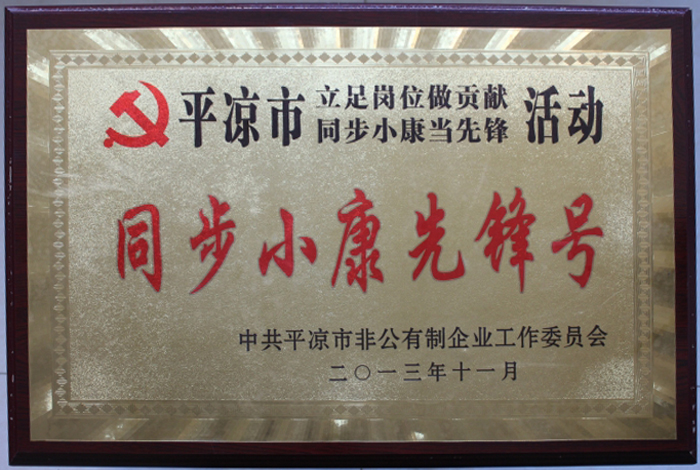 平凉市 立足岗位做贡献 活动
同步小康当先锋
同步小康先锋号
中共平凉市非公有制企业工作委员会
二〇一三年十一月